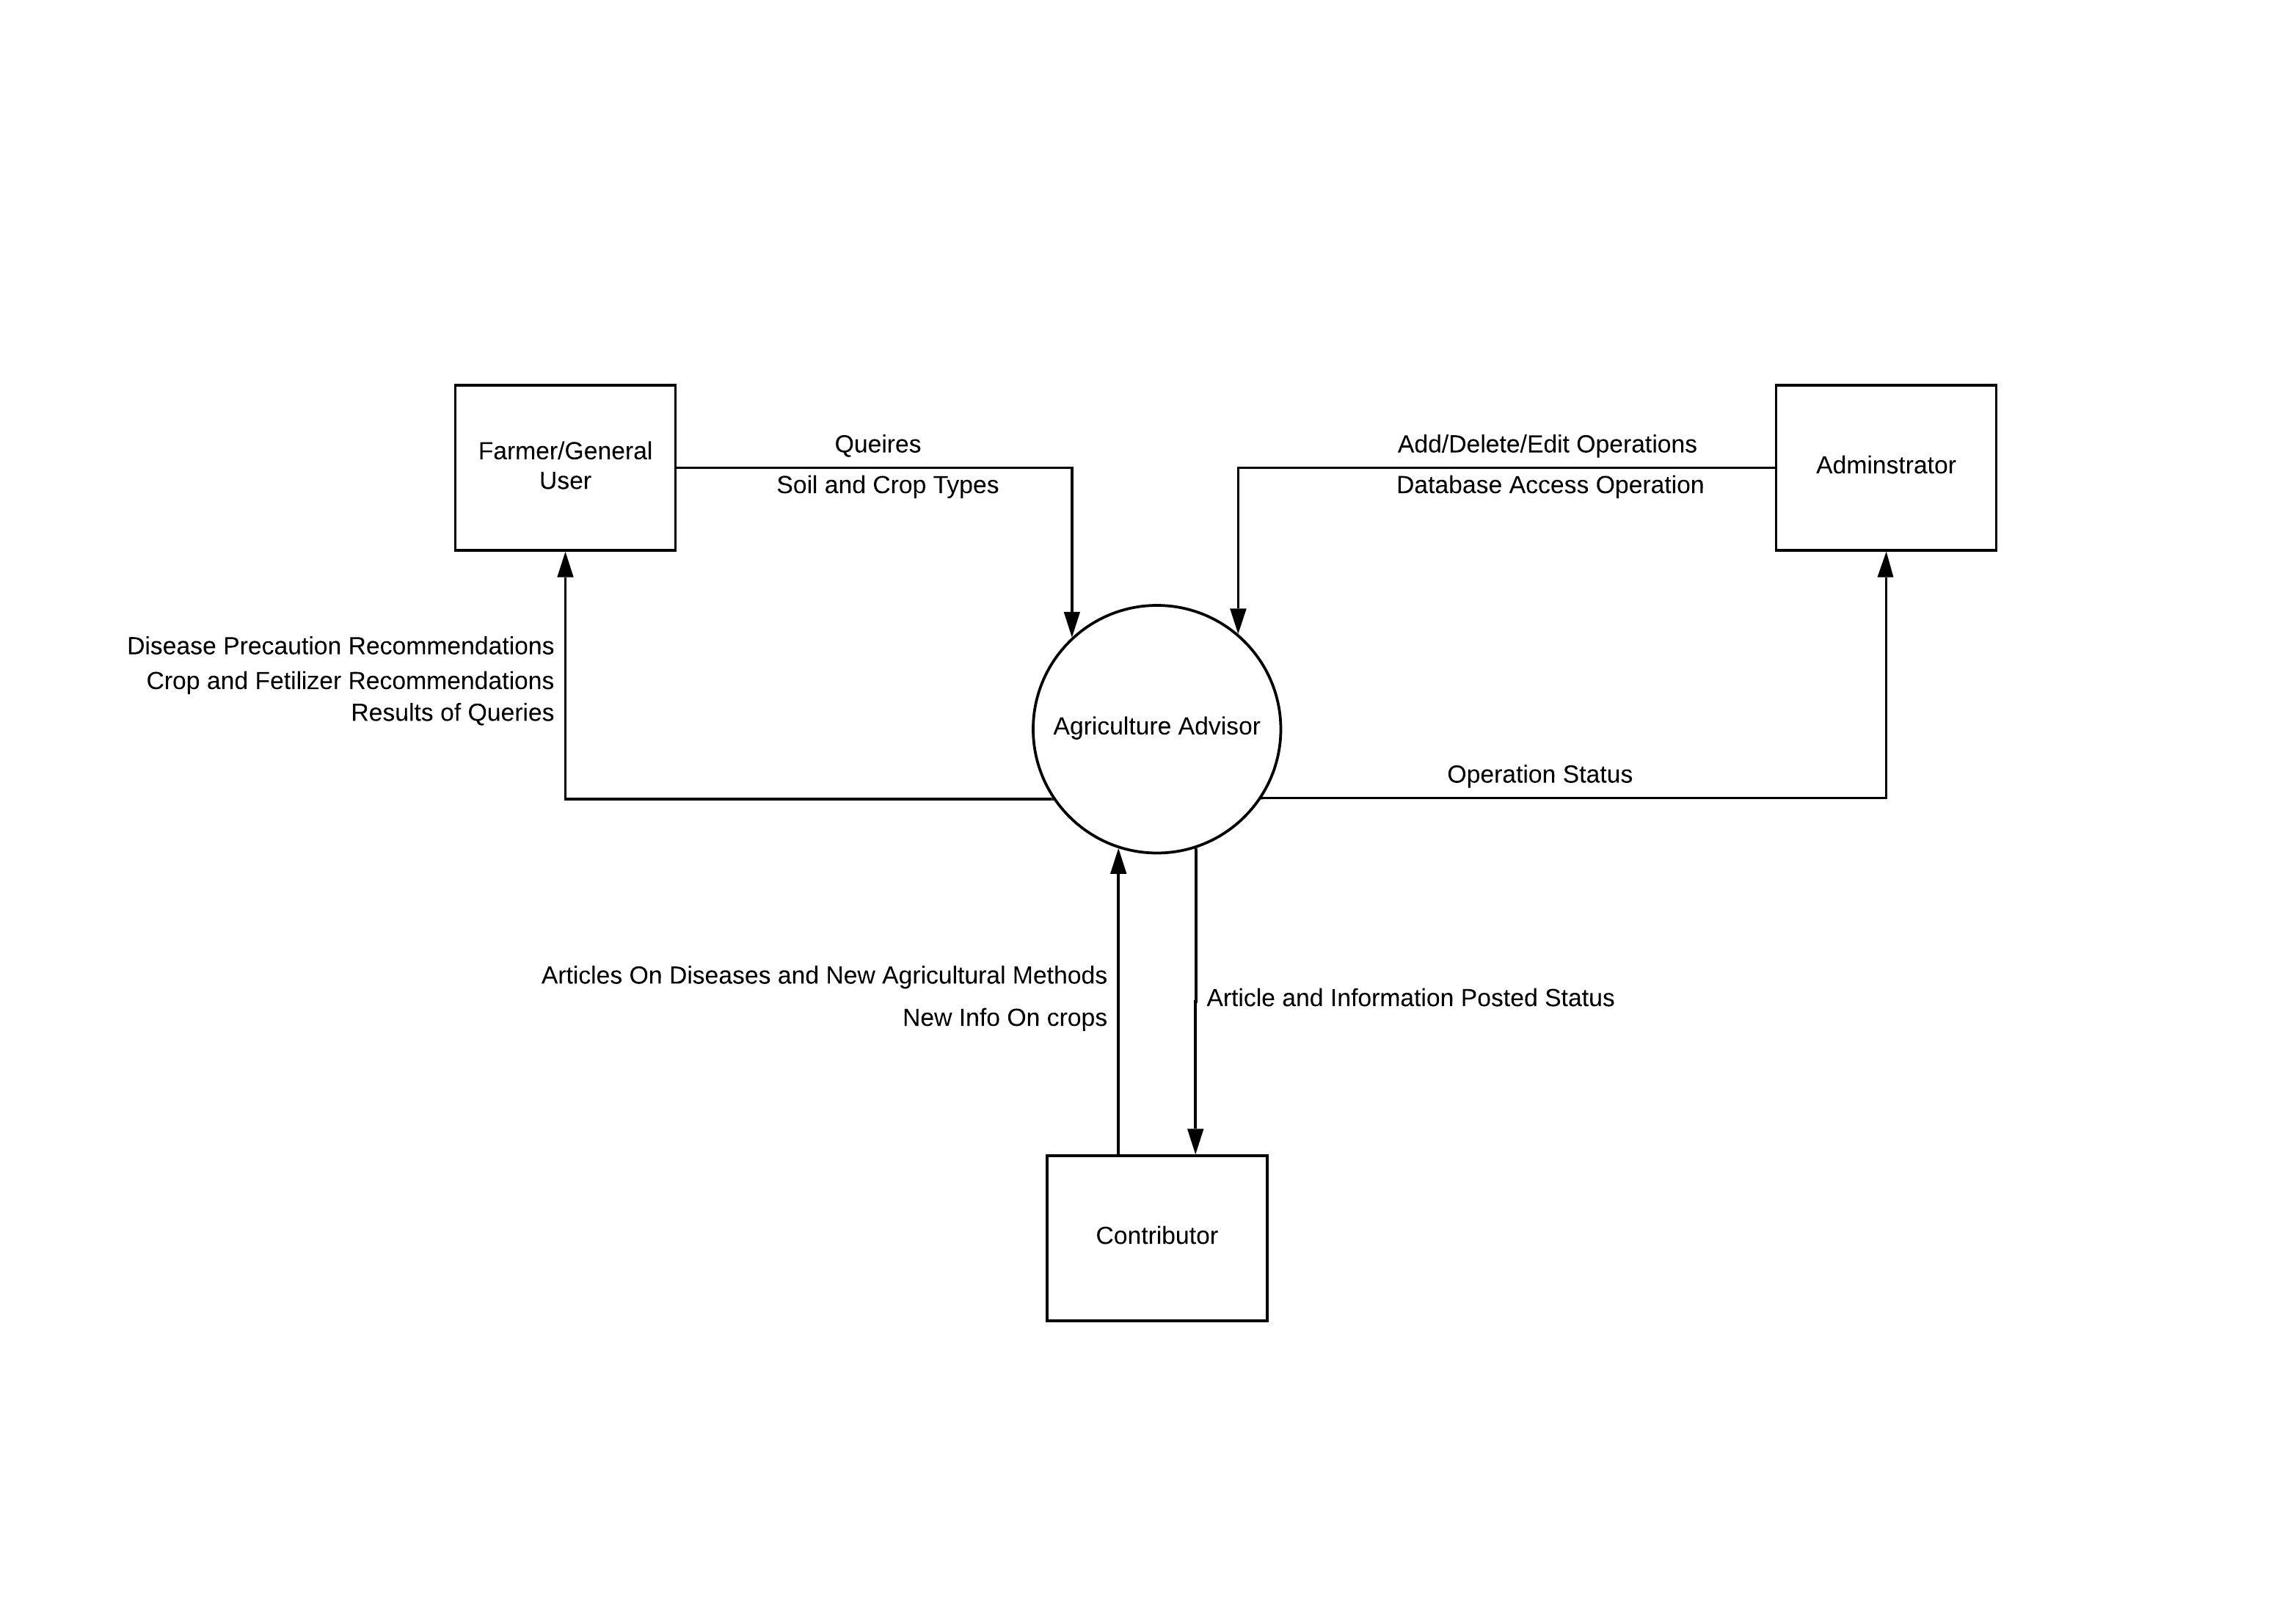 Farmer/General
User
Queires
Soil and Crop Types
Add/Delete/Edit Operations
Database Access Operation
Adminstrator
Disease Precaution Recommendations
Crop and Fetilizer Recommendations
Results of Queries
Agriculture Advisor
Operation Status
Articles On Diseases and New Agricultural Methods
New Info On crops
Article and Information Posted Status
Contributor